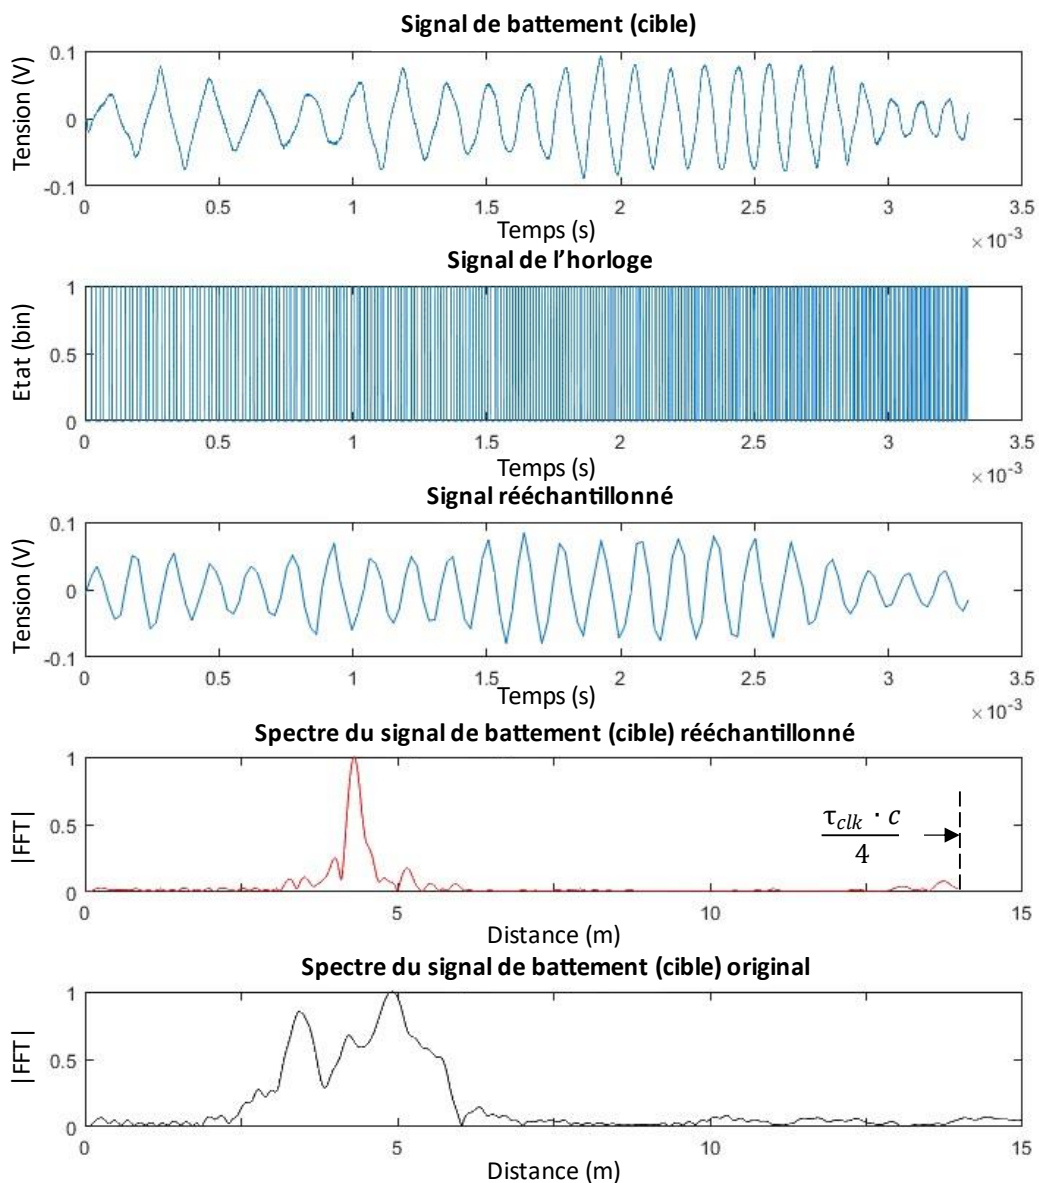 Signal de battement (cible)
Tension (V)
0.1
0
-0.1
0 0.5 1 1.5 2 2.5 3 3.5
Temps (s)
× 10⁻³
Signal de l’horloge
Etat (bin)
1
0.5
0
0 0.5 1 1.5 2 2.5 3 3.5
Temps (s)
× 10⁻³
Signal rééchantillonné
Tension (V)
0.1
0
-0.1
0 0.5 1 1.5 2 2.5 3 3.5
Temps (s)
× 10⁻³
Spectre du signal de battement (cible) rééchantillonné
|FFT|
1
0.5
0
τclk · c
4
0 5 10 15
Distance (m)
Spectre du signal de battement (cible) original
|FFT|
1
0.5
0
0 5 10 15
Distance (m)